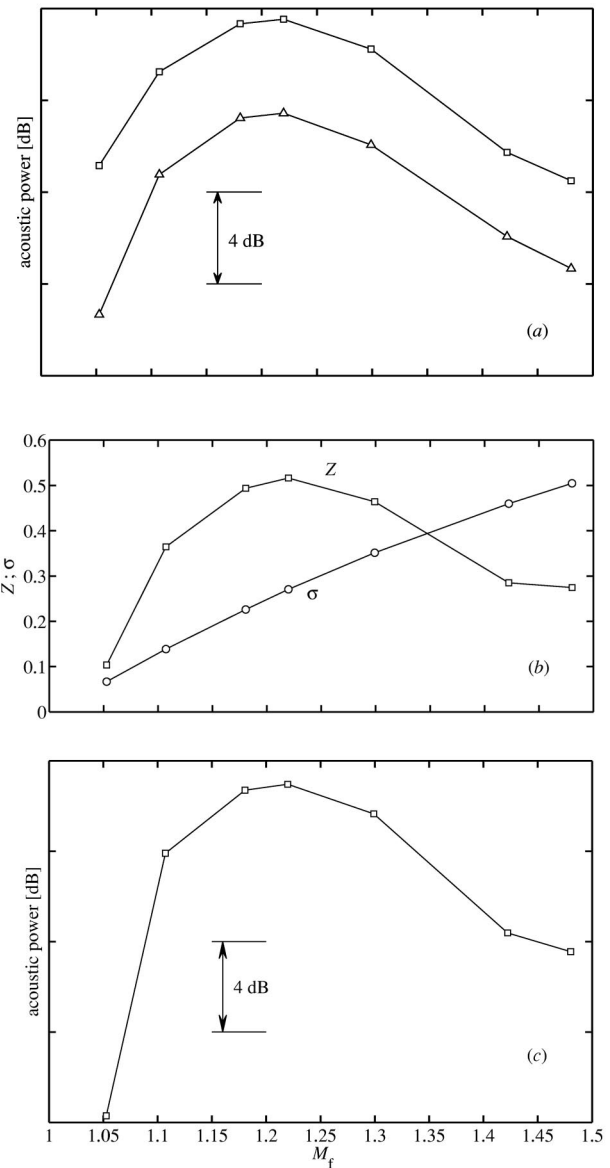 acoustic power [dB]
4 dB
(a)
0.6
0.5
0.4
0.3
0.2
0.1
0
Z ; σ
Z
σ
(b)
acoustic power [dB]
4 dB
(c)
1 1.05 1.1 1.15 1.2 1.25 1.3 1.35 1.4 1.45 1.5
M_f